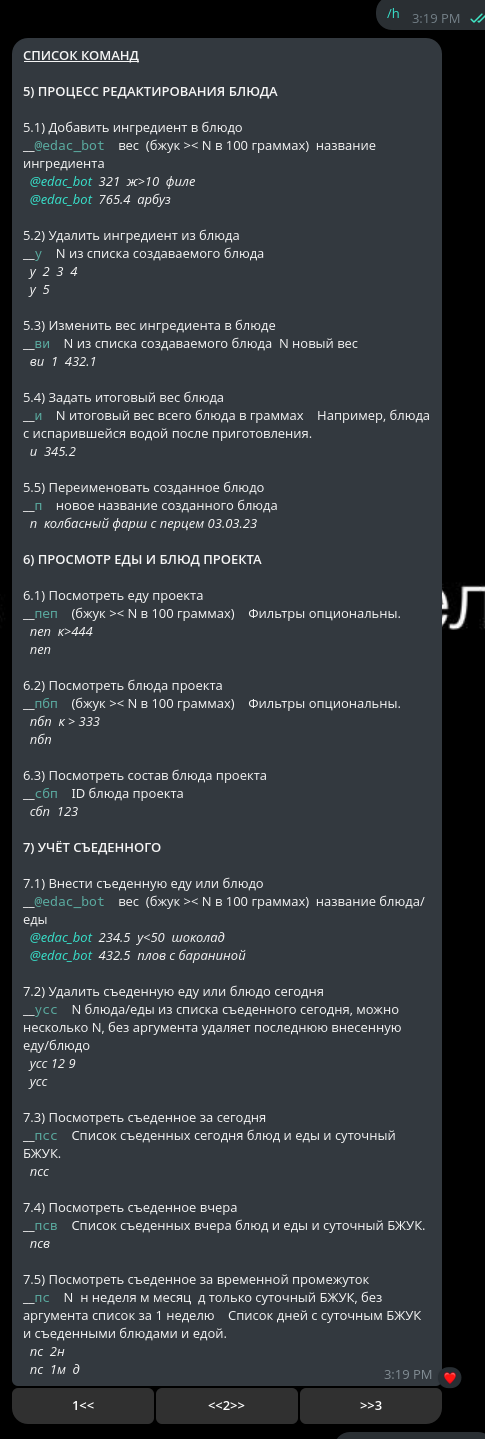 /h 3:19 PM
СПИСОК КОМАНД
5) ПРОЦЕСС РЕДАКТИРОВАНИЯ БЛЮДА
5.1) Добавить ингредиент в блюдо
__@edac_bot вес (бжук >< N в 100 граммах) название
ингредиента
@edac_bot 321 ж>10 филе
@edac_bot 765.4 арбуз
5.2) Удалить ингредиент из блюда
__у N из списка создаваемого блюда
у 2 3 4
у 5
5.3) Изменить вес ингредиента в блюде
__ви N из списка создаваемого блюда N новый вес
ви 1 432.1
5.4) Задать итоговый вес блюда
__и N итоговый вес всего блюда в граммах Например, блюда
с испарившейся водой после приготовления.
и 345.2
5.5) Переименовать созданное блюдо
__п новое название созданного блюда
п колбасный фарш с перцем 03.03.23
6) ПРОСМОТР ЕДЫ И БЛЮД ПРОЕКТА
6.1) Посмотреть еду проекта
__пеп (бжук >< N в 100 граммах) Фильтры опциональны.
пеп к>444
пеп
6.2) Посмотреть блюда проекта
__пбп (бжук >< N в 100 граммах) Фильтры опциональны.
пбп к > 333
пбп
6.3) Посмотреть состав блюда проекта
__сбп ID блюда проекта
сбп 123
7) УЧЁТ СЪЕДЕННОГО
7.1) Внести съеденную еду или блюдо
__@edac_bot вес (бжук >< N в 100 граммах) название блюда/
еды
@edac_bot 234.5 у<50 шоколад
@edac_bot 432.5 плов с бараниной
7.2) Удалить съеденную еду или блюдо сегодня
__усс N блюда/еды из списка съеденного сегодня, можно
несколько N, без аргумента удаляет последнюю внесенную
еду/блюдо
усс 12 9
усс
7.3) Посмотреть съеденное за сегодня
__псс Список съеденных сегодня блюд и еды и суточный
БЖУК.
псс
7.4) Посмотреть съеденное вчера
__псв Список съеденных вчера блюд и еды и суточный БЖУК.
псв
7.5) Посмотреть съеденное за временной промежуток
__пс N н неделя м месяц д только суточный БЖУК, без
аргумента список за 1 неделю Список дней с суточным БЖУК
и съеденными блюдами и едой.
пс 2н
пс 1м д
3:19 PM
1<< <<2>> >>3